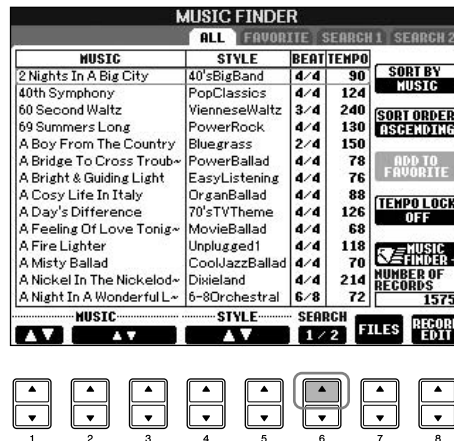 MUSIC FINDER
ALL FAVORITE SEARCH 1 SEARCH 2
MUSIC STYLE BEAT TEMPO
2 Nights In A Big City 40'sBigBand 4/4 90
40th Symphony PopClassics 4/4 124
60 Second Waltz VienneseWaltz 3/4 240
69 Summers Long PowerRock 4/4 130
A Boy From The Country Bluegrass 2/4 150
A Bridge To Cross Troub~ PowerBallad 4/4 78
A Bright & Guiding Light EasyListening 4/4 76
A Cosy Life In Italy OrganBallad 4/4 88
A Day's Difference 70'sTVTheme 4/4 126
A Feeling Of Love Tonig~ MovieBallad 4/4 68
A Fire Lighter Unplugged1 4/4 118
A Misty Ballad CoolJazzBallad 4/4 70
A Nickel In The Nickelod~ Dixieland 4/4 214
A Night In A Wonderful L~ 6-8Orchestral 6/8 72
SORT BY
MUSIC
SORT ORDER
ASCENDING
ADD TO
FAVORITE
TEMPO LOCK
OFF
MUSIC
FINDER
NUMBER OF
RECORDS
1575
MUSIC STYLE SEARCH
▲▼ ▲▼ ▲▼ 1/2 FILES RECORD
EDIT
1 2 3 4 5 6 7 8